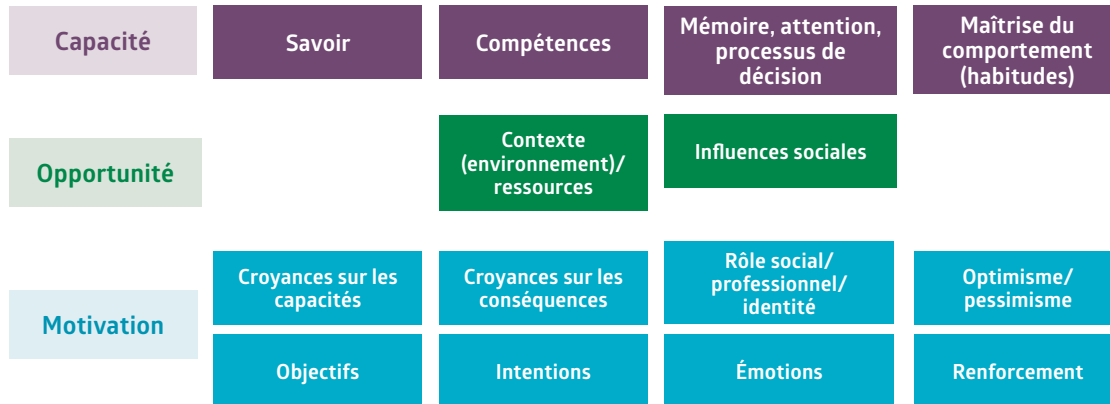 Capacité
Savoir
Compétences
Mémoire, attention,
processus de
décision
Maîtrise du
comportement
(habitudes)
Opportunité
Contexte
(environnement)/
ressources
Influences sociales
Motivation
Croyances sur les
capacités
Croyances sur les
conséquences
Rôle social/
professionnel/
identité
Optimisme/
pessimisme
Objectifs
Intentions
Émotions
Renforcement